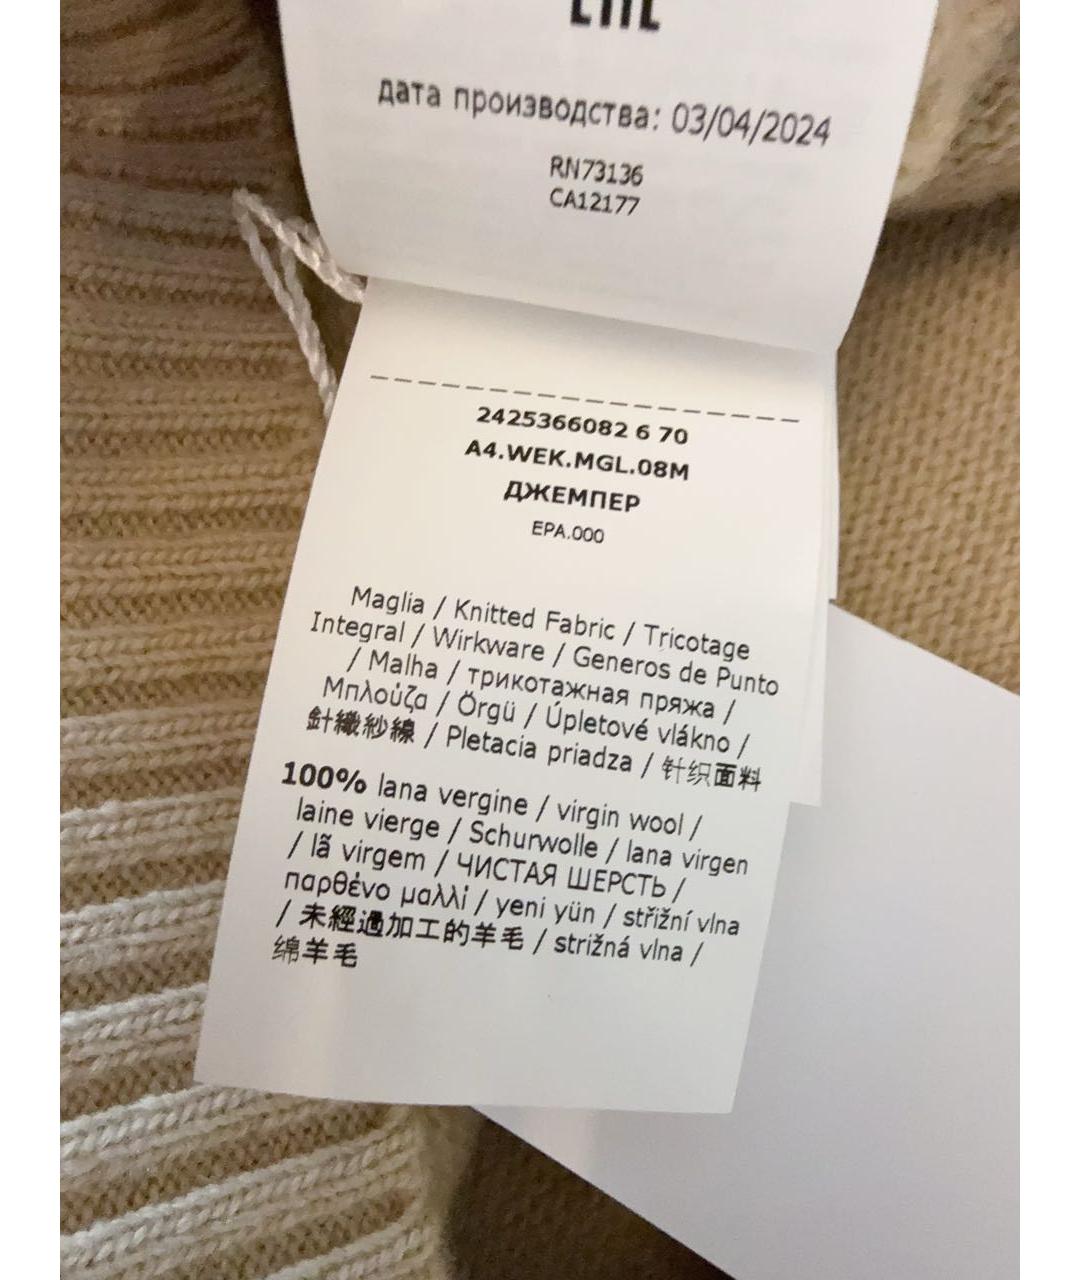 дата производства: 03/04/2024
RN73136
CA12177
2425366082 6 70
A4.WEK.MGL.08M
ДЖЕМПЕР
EPA.000
Maglia / Knitted Fabric / Tricotage
Integral / Wirkware / Generos de Punto
/ Malha / трикотажная пряжа /
Μπλούζα / Örgü / Úpletové vlákno /
針織紗線 / Pletacia priadza / 针织面料
100% lana vergine / virgin wool /
laine vierge / Schurwolle / lana virgen
/ lã virgem / ЧИСТАЯ ШЕРСТЬ /
παρθένο μαλλί / yeni yün / střižní vlna
/ 未經過加工的羊毛 / strižná vlna /
绵羊毛